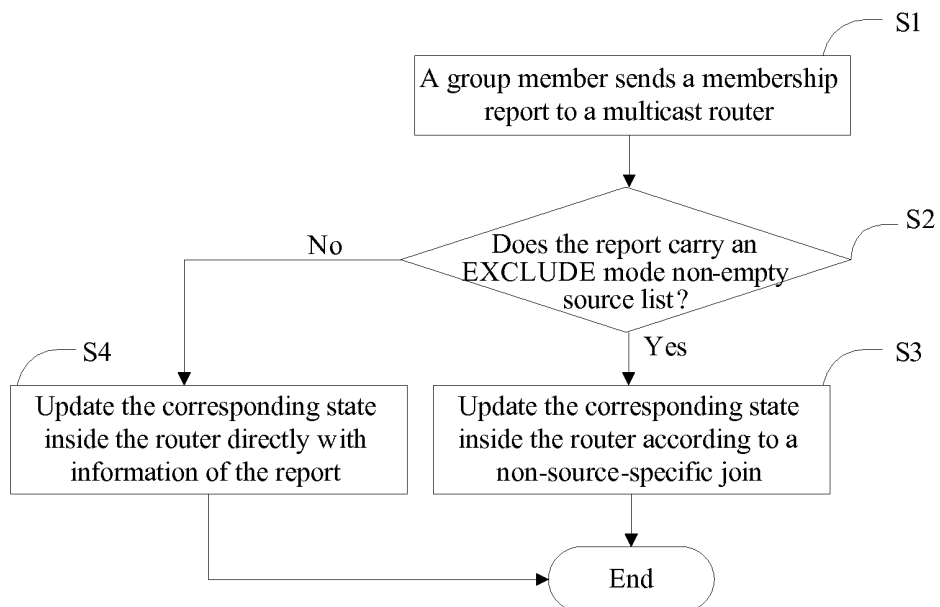 S1
A group member sends a membership
report to a multicast router
S2
No
Does the report carry an
EXCLUDE mode non-empty
source list?
Yes
S4
S3
Update the corresponding state
inside the router directly with
information of the report
Update the corresponding state
inside the router according to a
non-source-specific join
End